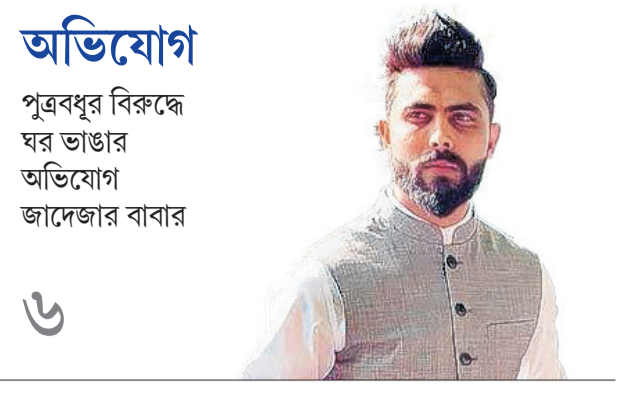 অভিযোগ
পুত্রবধূর বিরুদ্ধে
ঘর ভাঙার
অভিযোগ
জাদেজার বাবার
৬